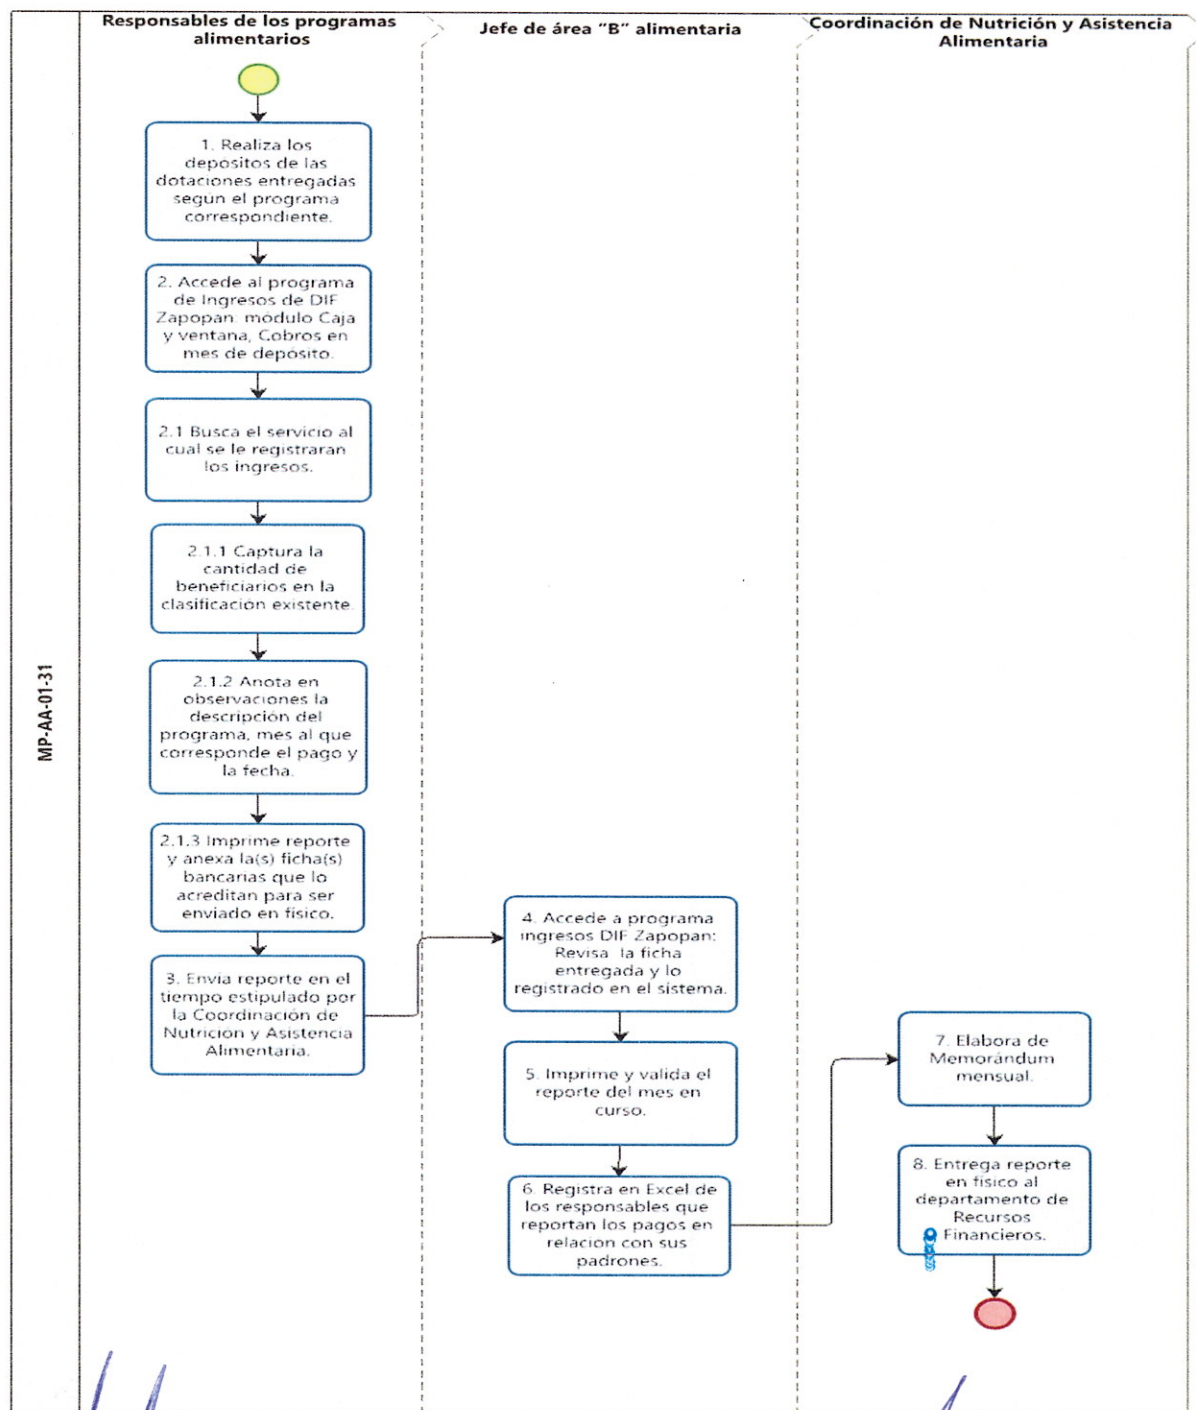 Responsables de los programas
alimentarios
Jefe de área "B" alimentaria
Coordinación de Nutrición y Asistencia
Alimentaria
MP-AA-01-31
1. Realiza los
depósitos de las
dotaciones entregadas
según el programa
correspondiente.
2. Accede al programa
de Ingresos de DIF
Zapopan: módulo Caja
y ventana, Cobros en
mes de depósito.
2.1 Busca el servicio al
cual se le registraran
los ingresos.
2.1.1 Captura la
cantidad de
beneficiarios en la
clasificación existente.
2.1.2 Anota en
observaciones la
descripción del
programa, mes al que
corresponde el pago y
la fecha.
2.1.3 Imprime reporte
y anexa la(s) ficha(s)
bancarias que lo
acreditan para ser
enviado en físico.
3. Envía reporte en el
tiempo estipulado por
la Coordinación de
Nutrición y Asistencia
Alimentaria.
4. Accede a programa
ingresos DIF Zapopan:
Revisa la ficha
entregada y lo
registrado en el sistema.
5. Imprime y valida el
reporte del mes en
curso.
6. Registra en Excel de
los responsables que
reportan los pagos en
relación con sus
padrones.
7. Elabora de
Memorándum
mensual.
8. Entrega reporte
en físico al
departamento de
Recursos
Financieros.